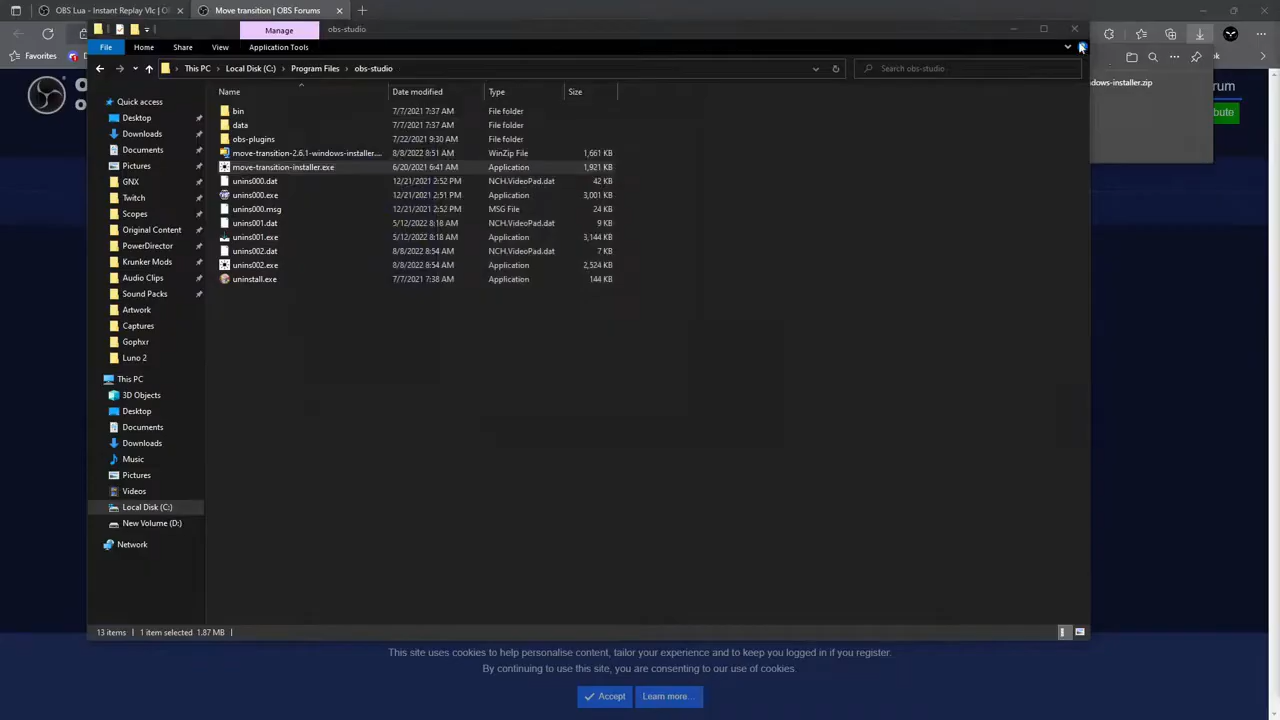 OBS Lua - Instant Replay Vlc |
Move transition | OBS Forums
Manage
obs-studio
File Home Share View Application Tools
Favorites
This PC Local Disk (C:) Program Files obs-studio
Search obs-studio
ndows-installer.zip
Name Date modified Type Size
Quick access
Desktop
Downloads
Documents
Pictures
GNX
Twitch
Scopes
Original Content
PowerDirector
Krunker Mods
Audio Clips
Sound Packs
Artwork
Captures
Gophxr
Luno 2
This PC
3D Objects
Desktop
Documents
Downloads
Music
Pictures
Videos
Local Disk (C:)
New Volume (D:)
Network
bin 7/7/2021 7:37 AM File folder
data 7/7/2021 7:37 AM File folder
obs-plugins 7/22/2021 9:30 AM File folder
move-transition-2.6.1-windows-installer.... 8/8/2022 8:51 AM WinZip File 1,661 KB
move-transition-installer.exe 6/20/2021 6:41 AM Application 1,921 KB
unins000.dat 12/21/2021 2:52 PM NCH.VideoPad.dat 42 KB
unins000.exe 12/21/2021 2:51 PM Application 3,001 KB
unins000.msg 12/21/2021 2:52 PM MSG File 24 KB
unins001.dat 5/12/2022 8:18 AM NCH.VideoPad.dat 9 KB
unins001.exe 5/12/2022 8:18 AM Application 3,144 KB
unins002.dat 8/8/2022 8:54 AM NCH.VideoPad.dat 7 KB
unins002.exe 8/8/2022 8:54 AM Application 2,524 KB
uninstall.exe 7/7/2021 7:38 AM Application 144 KB
13 items 1 item selected 1.87 MB
This site uses cookies to help personalise content, tailor your experience and to keep you logged in if you register.
By continuing to use this site, you are consenting to our use of cookies.
Accept Learn more...